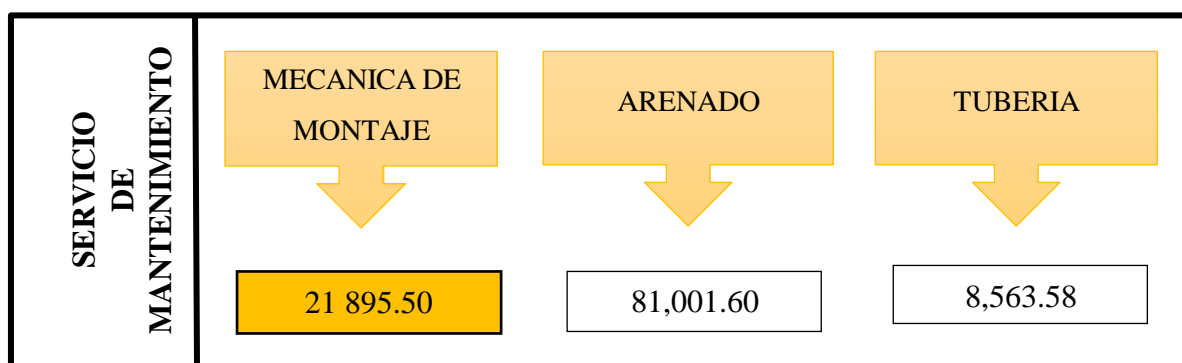 SERVICIO
DE
MANTENIMIENTO
MECANICA DE
MONTAJE
ARENADO
TUBERIA
21 895.50
81,001.60
8,563.58